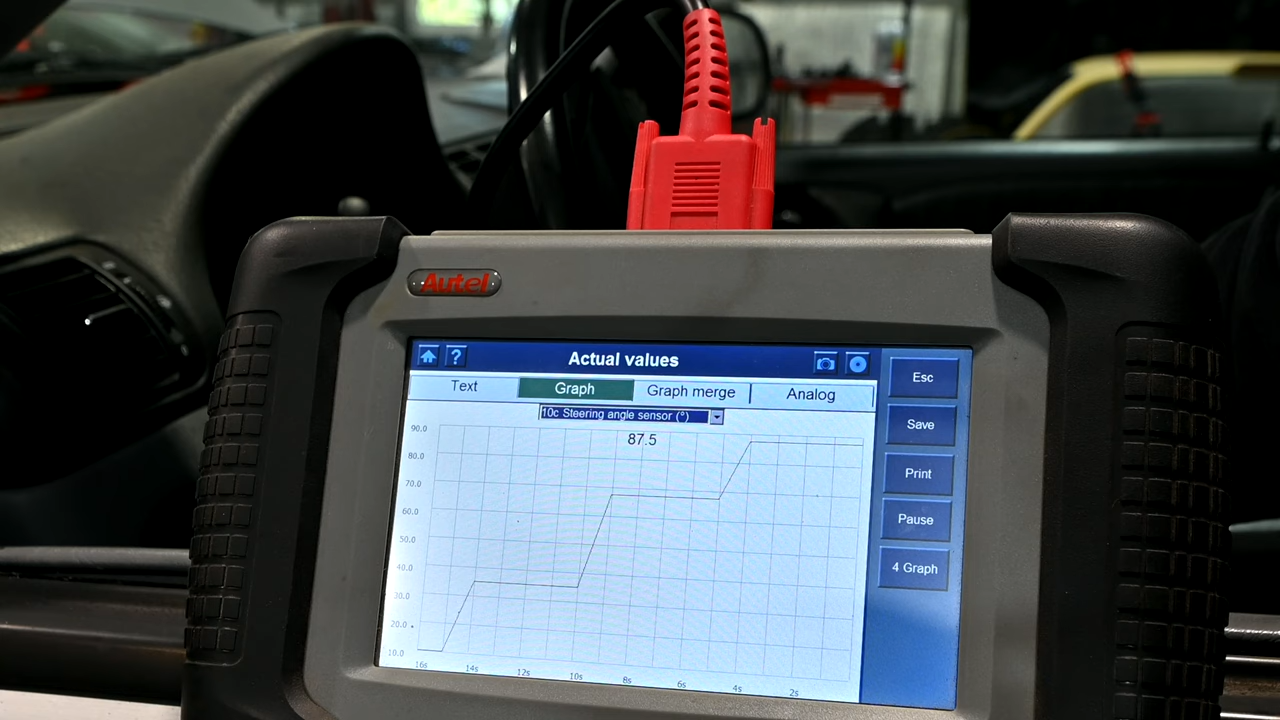 Autel
? Actual values
Text Graph Graph merge Analog
10c Steering angle sensor (°)
87.5
90.0
80.0
70.0
60.0
50.0
40.0
30.0
20.0
10.0
16s 14s 12s 10s 8s 6s 4s 2s
Esc
Save
Print
Pause
4 Graph